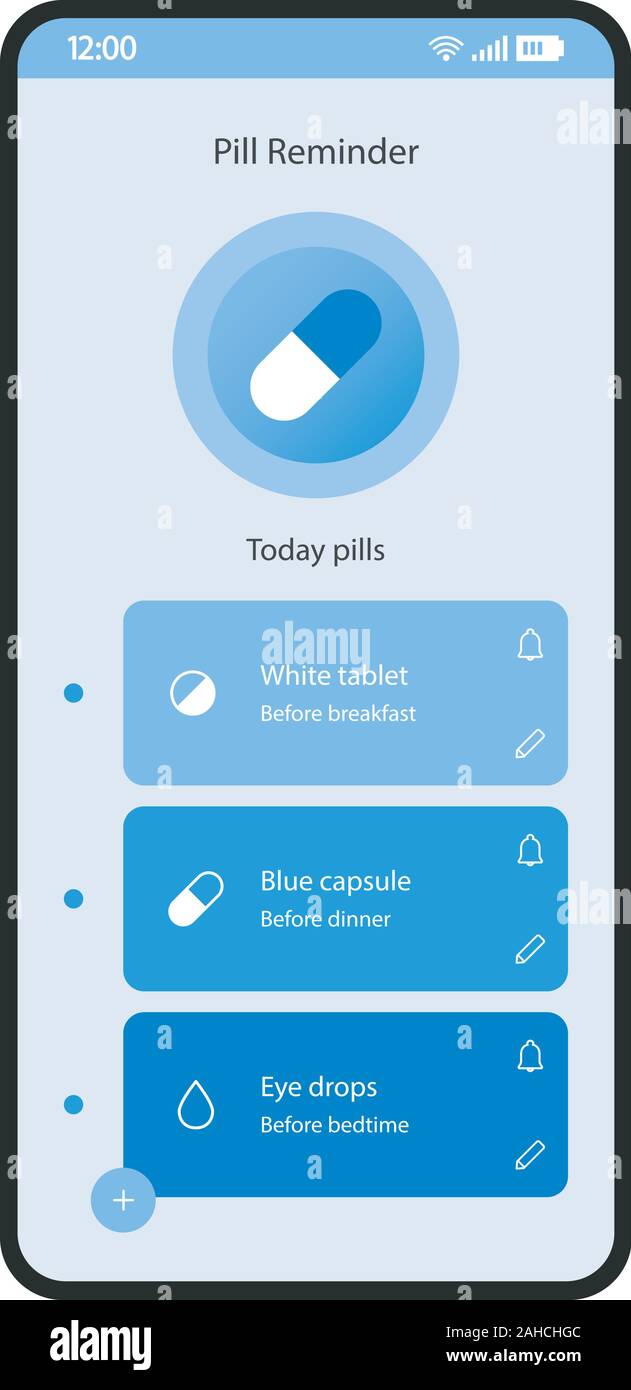 12:00
Pill Reminder
Today pills
alamy
White tablet
Before breakfast
Blue capsule
Before dinner
Eye drops
Before bedtime
+
alamy
Image ID: 2AHCHGC
www.alamy.com